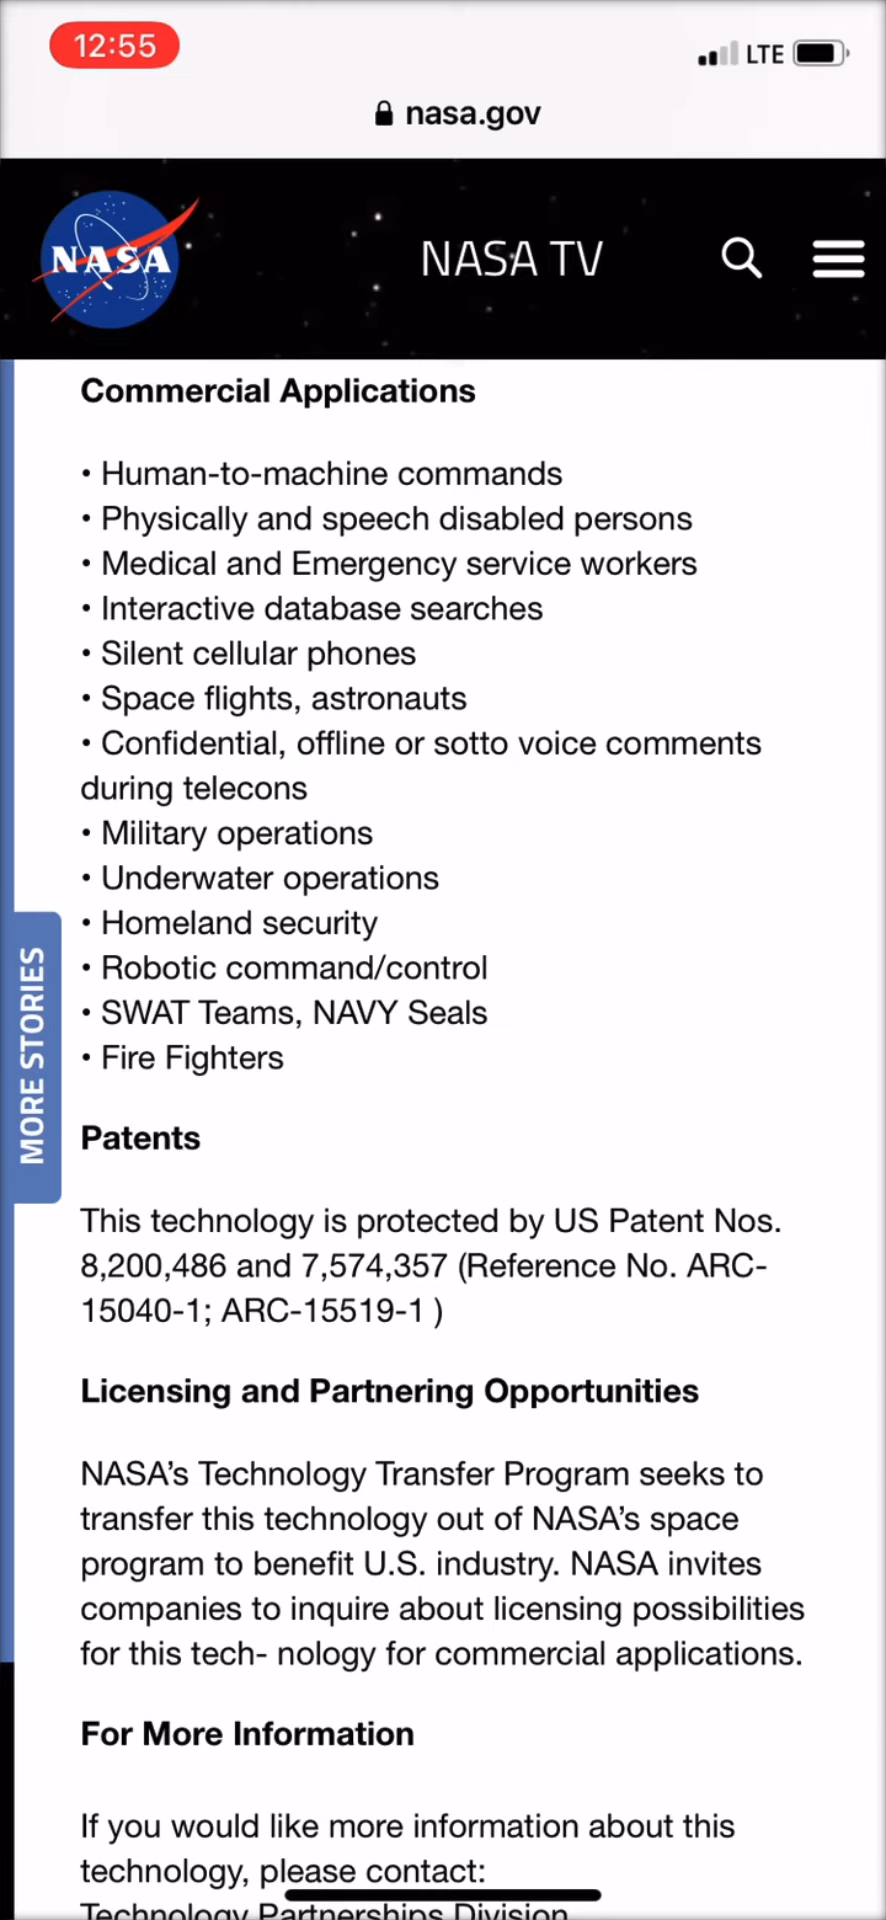 12:55
LTE
nasa.gov
NASA
NASA TV
Commercial Applications
• Human-to-machine commands
• Physically and speech disabled persons
• Medical and Emergency service workers
• Interactive database searches
• Silent cellular phones
• Space flights, astronauts
• Confidential, offline or sotto voice comments
during telecons
• Military operations
• Underwater operations
• Homeland security
• Robotic command/control
• SWAT Teams, NAVY Seals
• Fire Fighters
MORE STORIES
Patents
This technology is protected by US Patent Nos.
8,200,486 and 7,574,357 (Reference No. ARC-
15040-1; ARC-15519-1 )
Licensing and Partnering Opportunities
NASA’s Technology Transfer Program seeks to
transfer this technology out of NASA’s space
program to benefit U.S. industry. NASA invites
companies to inquire about licensing possibilities
for this tech- nology for commercial applications.
For More Information
If you would like more information about this
technology, please contact:
Technology Partnerships Division